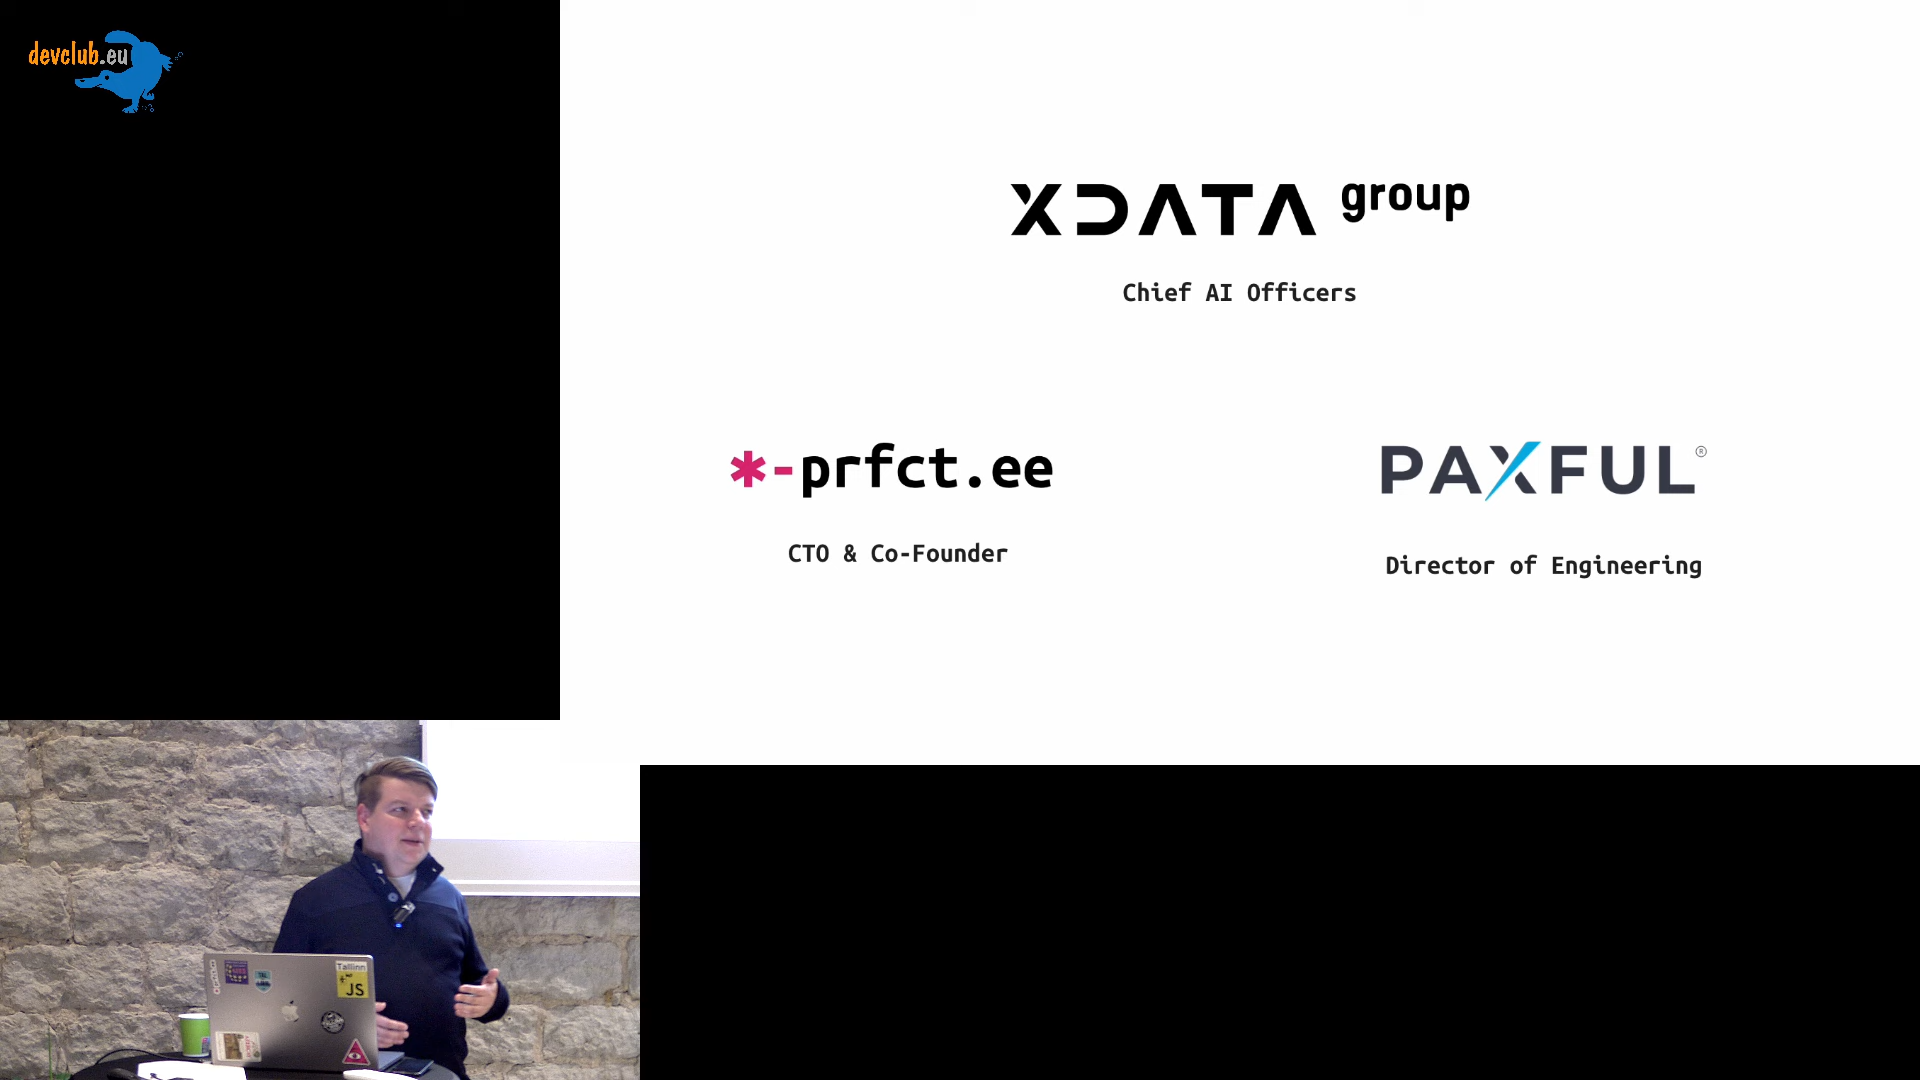 devclub.eu
XDATA group
Chief AI Officers
*-prfct.ee
CTO & Co-Founder
PAXFUL®
Director of Engineering
Tallinn
JS